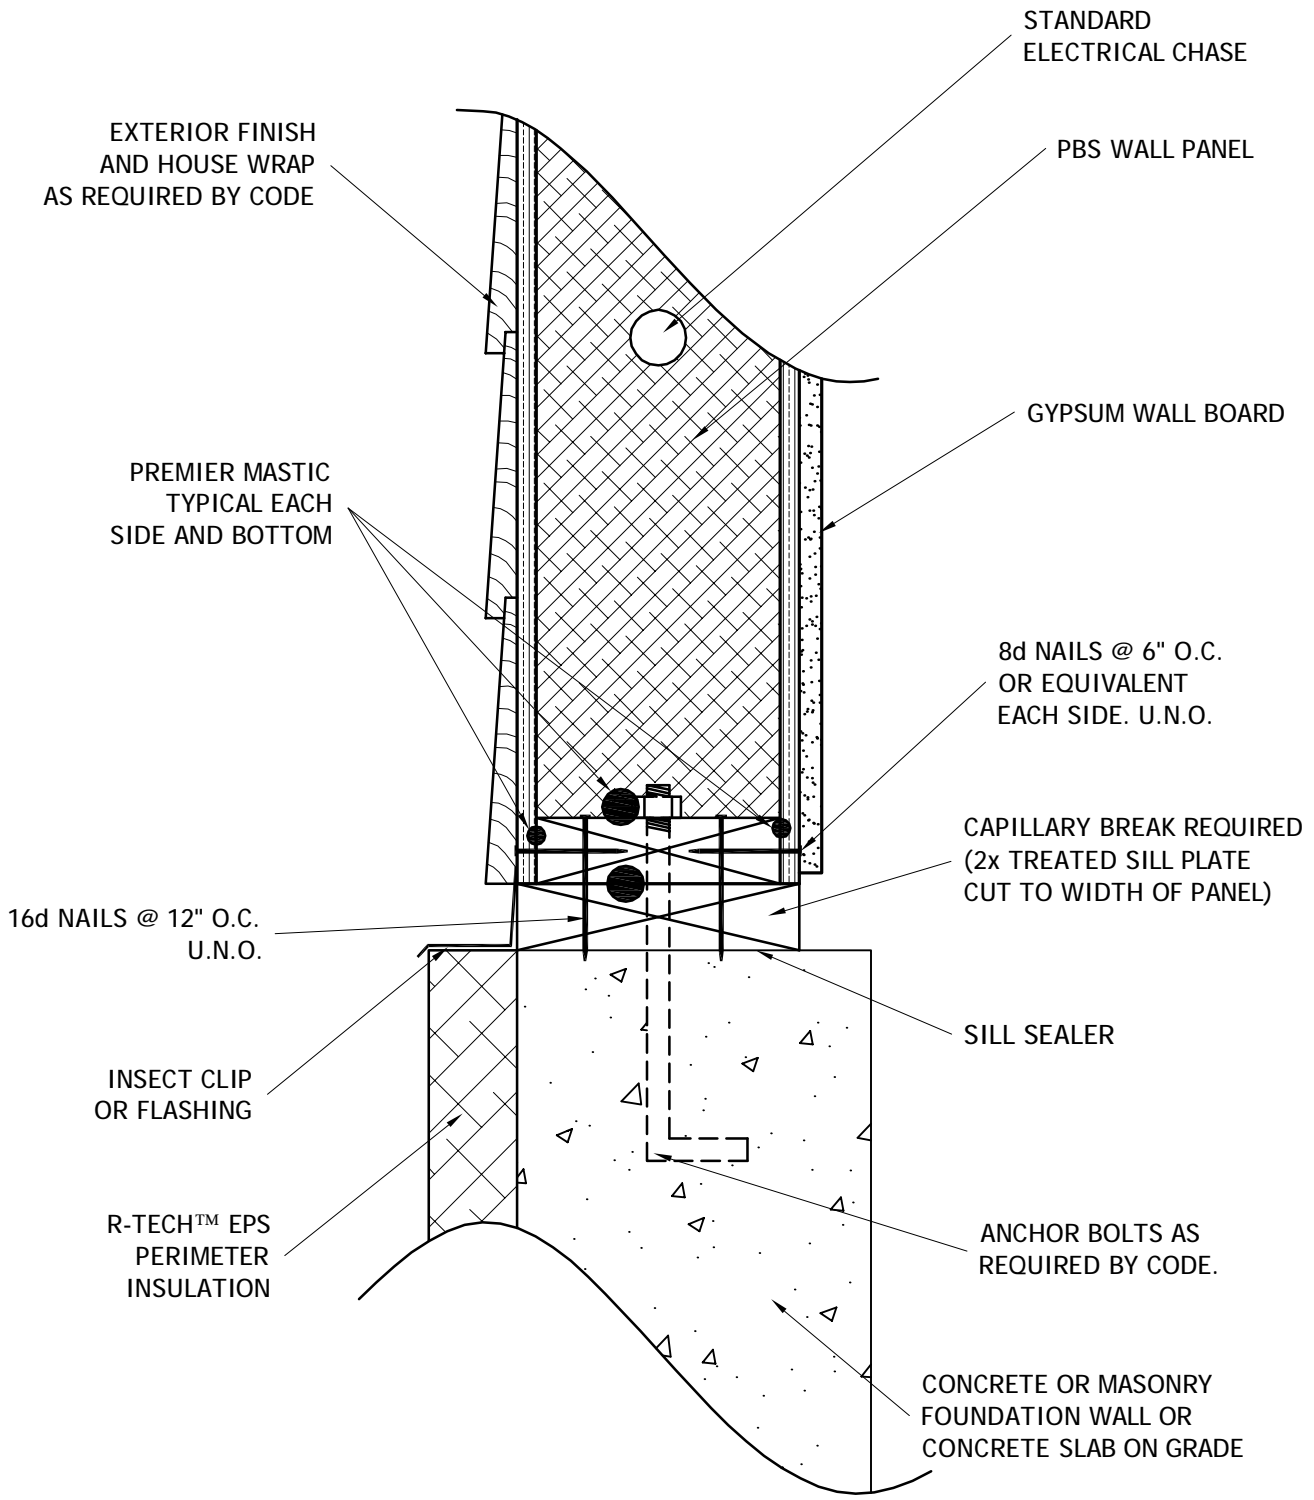 STANDARD
ELECTRICAL CHASE
EXTERIOR FINISH
AND HOUSE WRAP
AS REQUIRED BY CODE
PBS WALL PANEL
GYPSUM WALL BOARD
PREMIER MASTIC
TYPICAL EACH
SIDE AND BOTTOM
8d NAILS @ 6" O.C.
OR EQUIVALENT
EACH SIDE. U.N.O.
CAPILLARY BREAK REQUIRED
(2x TREATED SILL PLATE
CUT TO WIDTH OF PANEL)
16d NAILS @ 12" O.C.
U.N.O.
SILL SEALER
INSECT CLIP
OR FLASHING
R-TECH™ EPS
PERIMETER
INSULATION
ANCHOR BOLTS AS
REQUIRED BY CODE.
CONCRETE OR MASONRY
FOUNDATION WALL OR
CONCRETE SLAB ON GRADE